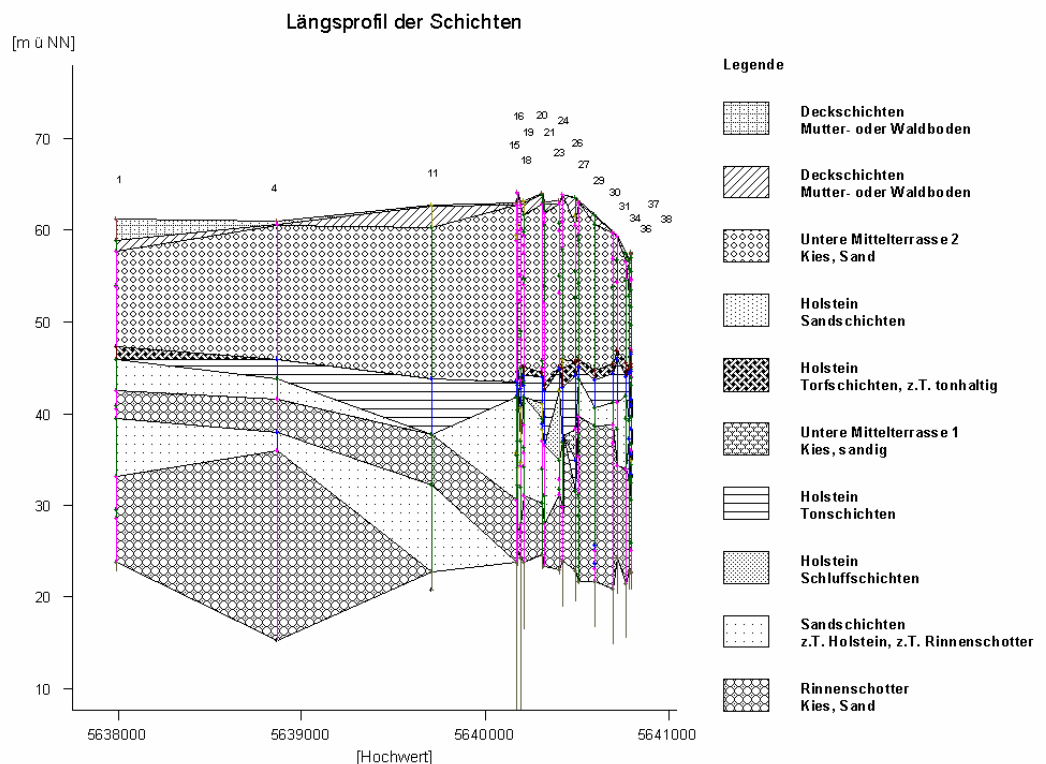 Längsprofil der Schichten
[m ü NN]
70
60
50
40
30
20
10
1
4
11
15
16
18
19
20
21
23
24
26
27
29
30
31
34
36
37
38
5638000
5639000
5640000
5641000
[Hochwert]
Legende
Deckschichten
Mutter- oder Waldboden
Deckschichten
Mutter- oder Waldboden
Untere Mittelterrasse 2
Kies, Sand
Holstein
Sandschichten
Holstein
Torfschichten, z.T. tonhaltig
Untere Mittelterrasse 1
Kies, sandig
Holstein
Tonschichten
Holstein
Schluffschichten
Sandschichten
z.T. Holstein, z.T. Rinnenschotter
Rinnenschotter
Kies, Sand